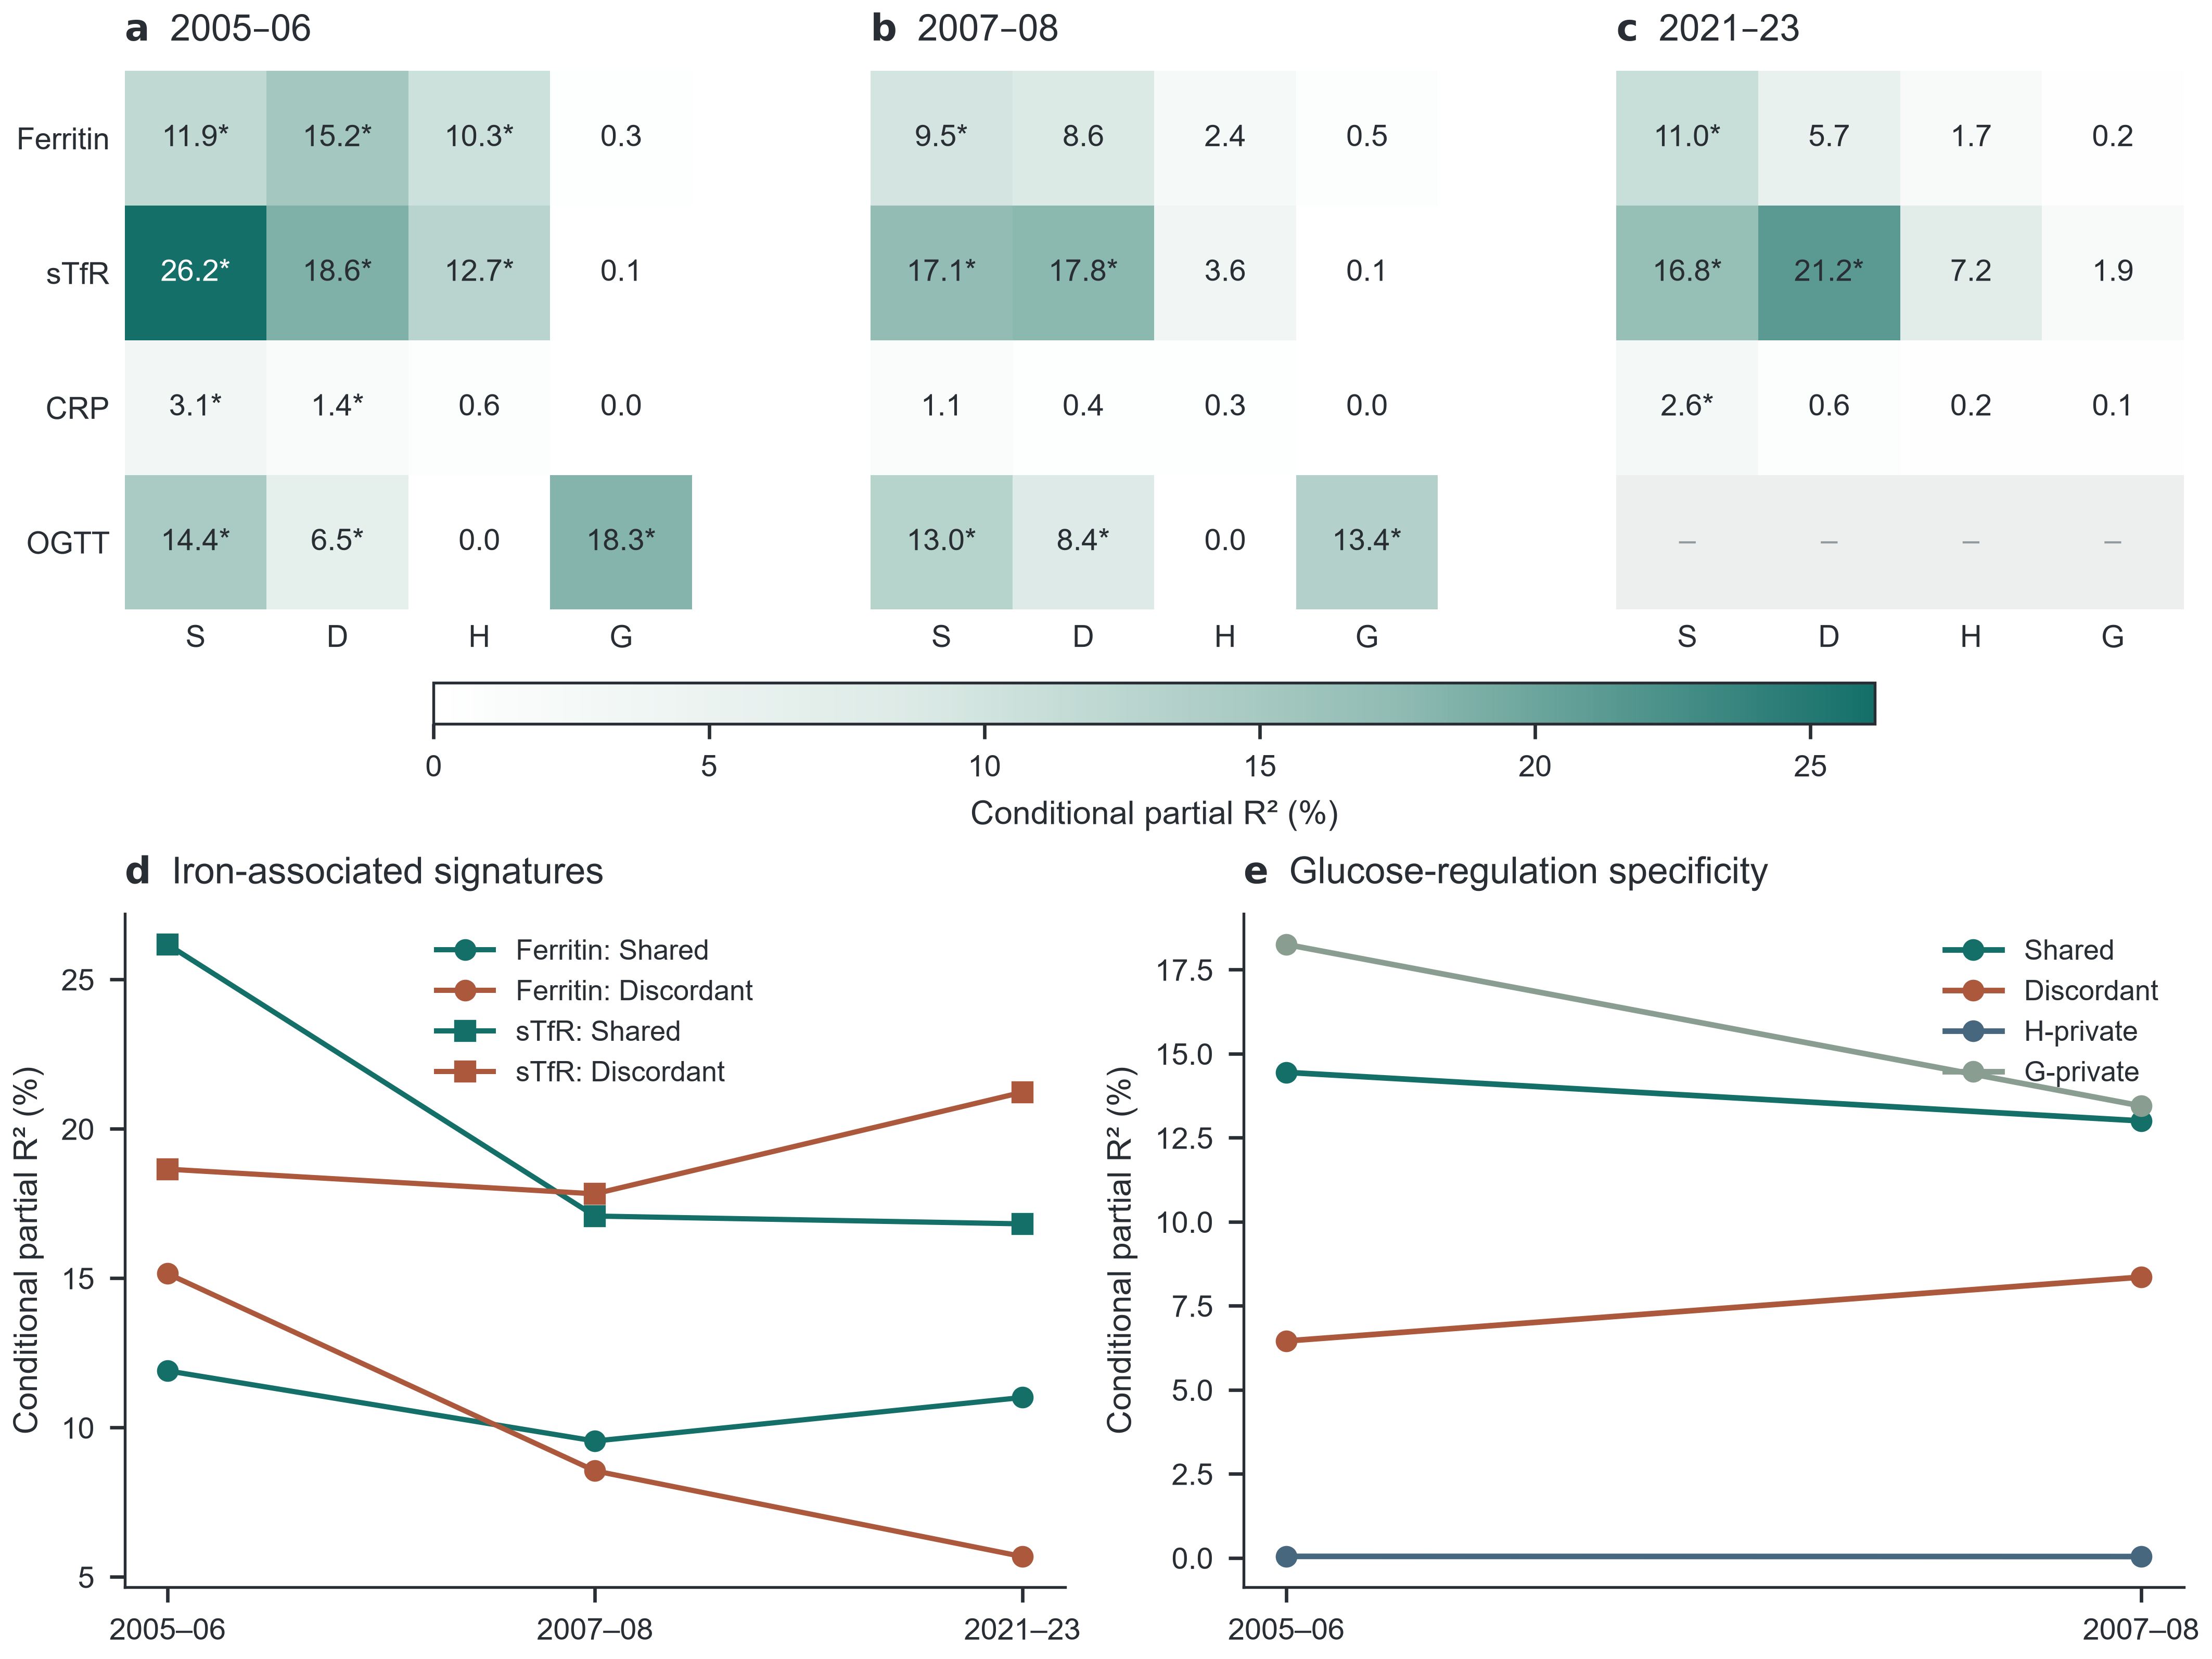 a 2005–06
b 2007–08
c 2021–23
Ferritin 11.9* 15.2* 10.3* 0.3 9.5* 8.6 2.4 0.5 11.0* 5.7 1.7 0.2
sTfR 26.2* 18.6* 12.7* 0.1 17.1* 17.8* 3.6 0.1 16.8* 21.2* 7.2 1.9
CRP 3.1* 1.4* 0.6 0.0 1.1 0.4 0.3 0.0 2.6* 0.6 0.2 0.1
OGTT 14.4* 6.5* 0.0 18.3* 13.0* 8.4* 0.0 13.4* – – – –
S D H G S D H G S D H G
0 5 10 15 20 25
Conditional partial R² (%)
d Iron-associated signatures
Ferritin: Shared
Ferritin: Discordant
sTfR: Shared
sTfR: Discordant
25
20
15
10
5
Conditional partial R² (%)
2005–06 2007–08 2021–23
e Glucose-regulation specificity
Shared
Discordant
H-private
G-private
17.5
15.0
12.5
10.0
7.5
5.0
2.5
0.0
Conditional partial R² (%)
2005–06 2007–08